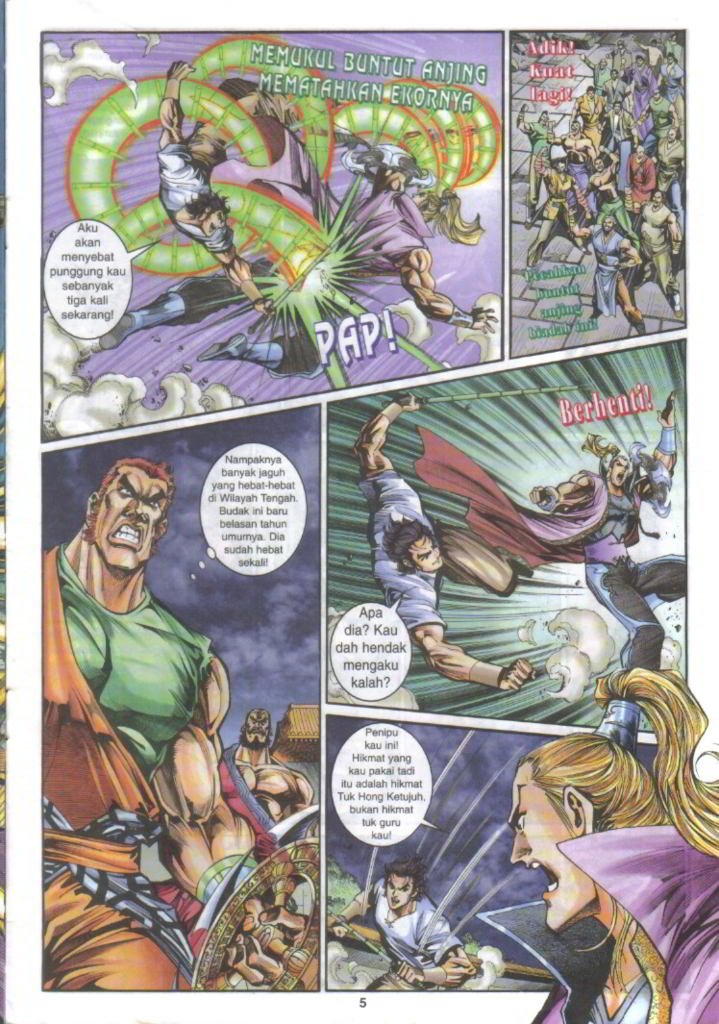 MEMUKUL BUNTUT ANJING
MEMATAHKAN EKORNYA
Aku
akan
menyebat
punggung kau
sebanyak
tiga kali
sekarang!
PAP!
Adik!
Kuat
lagi!
Pecahkan
buntut
anjing
biadab ini!
Nampaknya
banyak jaguh
yang hebat-hebat
di Wilayah Tengah.
Budak ini baru
belasan tahun
umurnya. Dia
sudah hebat
sekali!
Berhenti!
Apa
dia? Kau
dah hendak
mengaku
kalah?
Penipu
kau ini!
Hikmat yang
kau pakai tadi
itu adalah hikmat
Tuk Hong Ketujuh,
bukan hikmat
tuk guru
kau!
5